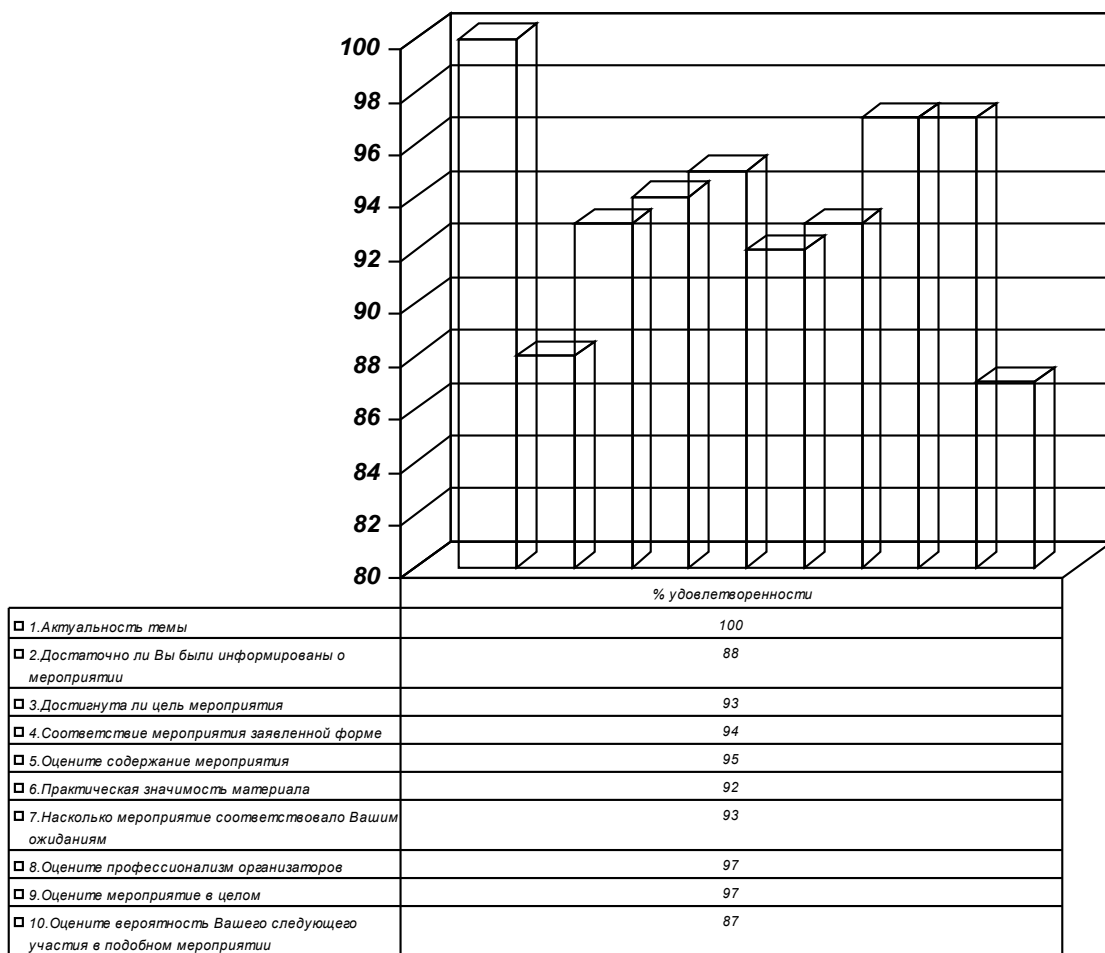 100
98
96
94
92
90
88
86
84
82
80
% удовлетворенности
1.Актуальность темы 100
2.Достаточно ли Вы были информированы о 88
мероприятии
3.Достигнута ли цель мероприятия 93
4.Соответствие мероприятия заявленной форме 94
5.Оцените содержание мероприятия 95
6.Практическая значимость материала 92
7.Насколько мероприятие соответствовало Вашим 93
ожиданиям
8.Оцените профессионализм организаторов 97
9.Оцените мероприятие в целом 97
10.Оцените вероятность Вашего следующего 87
участия в подобном мероприятии